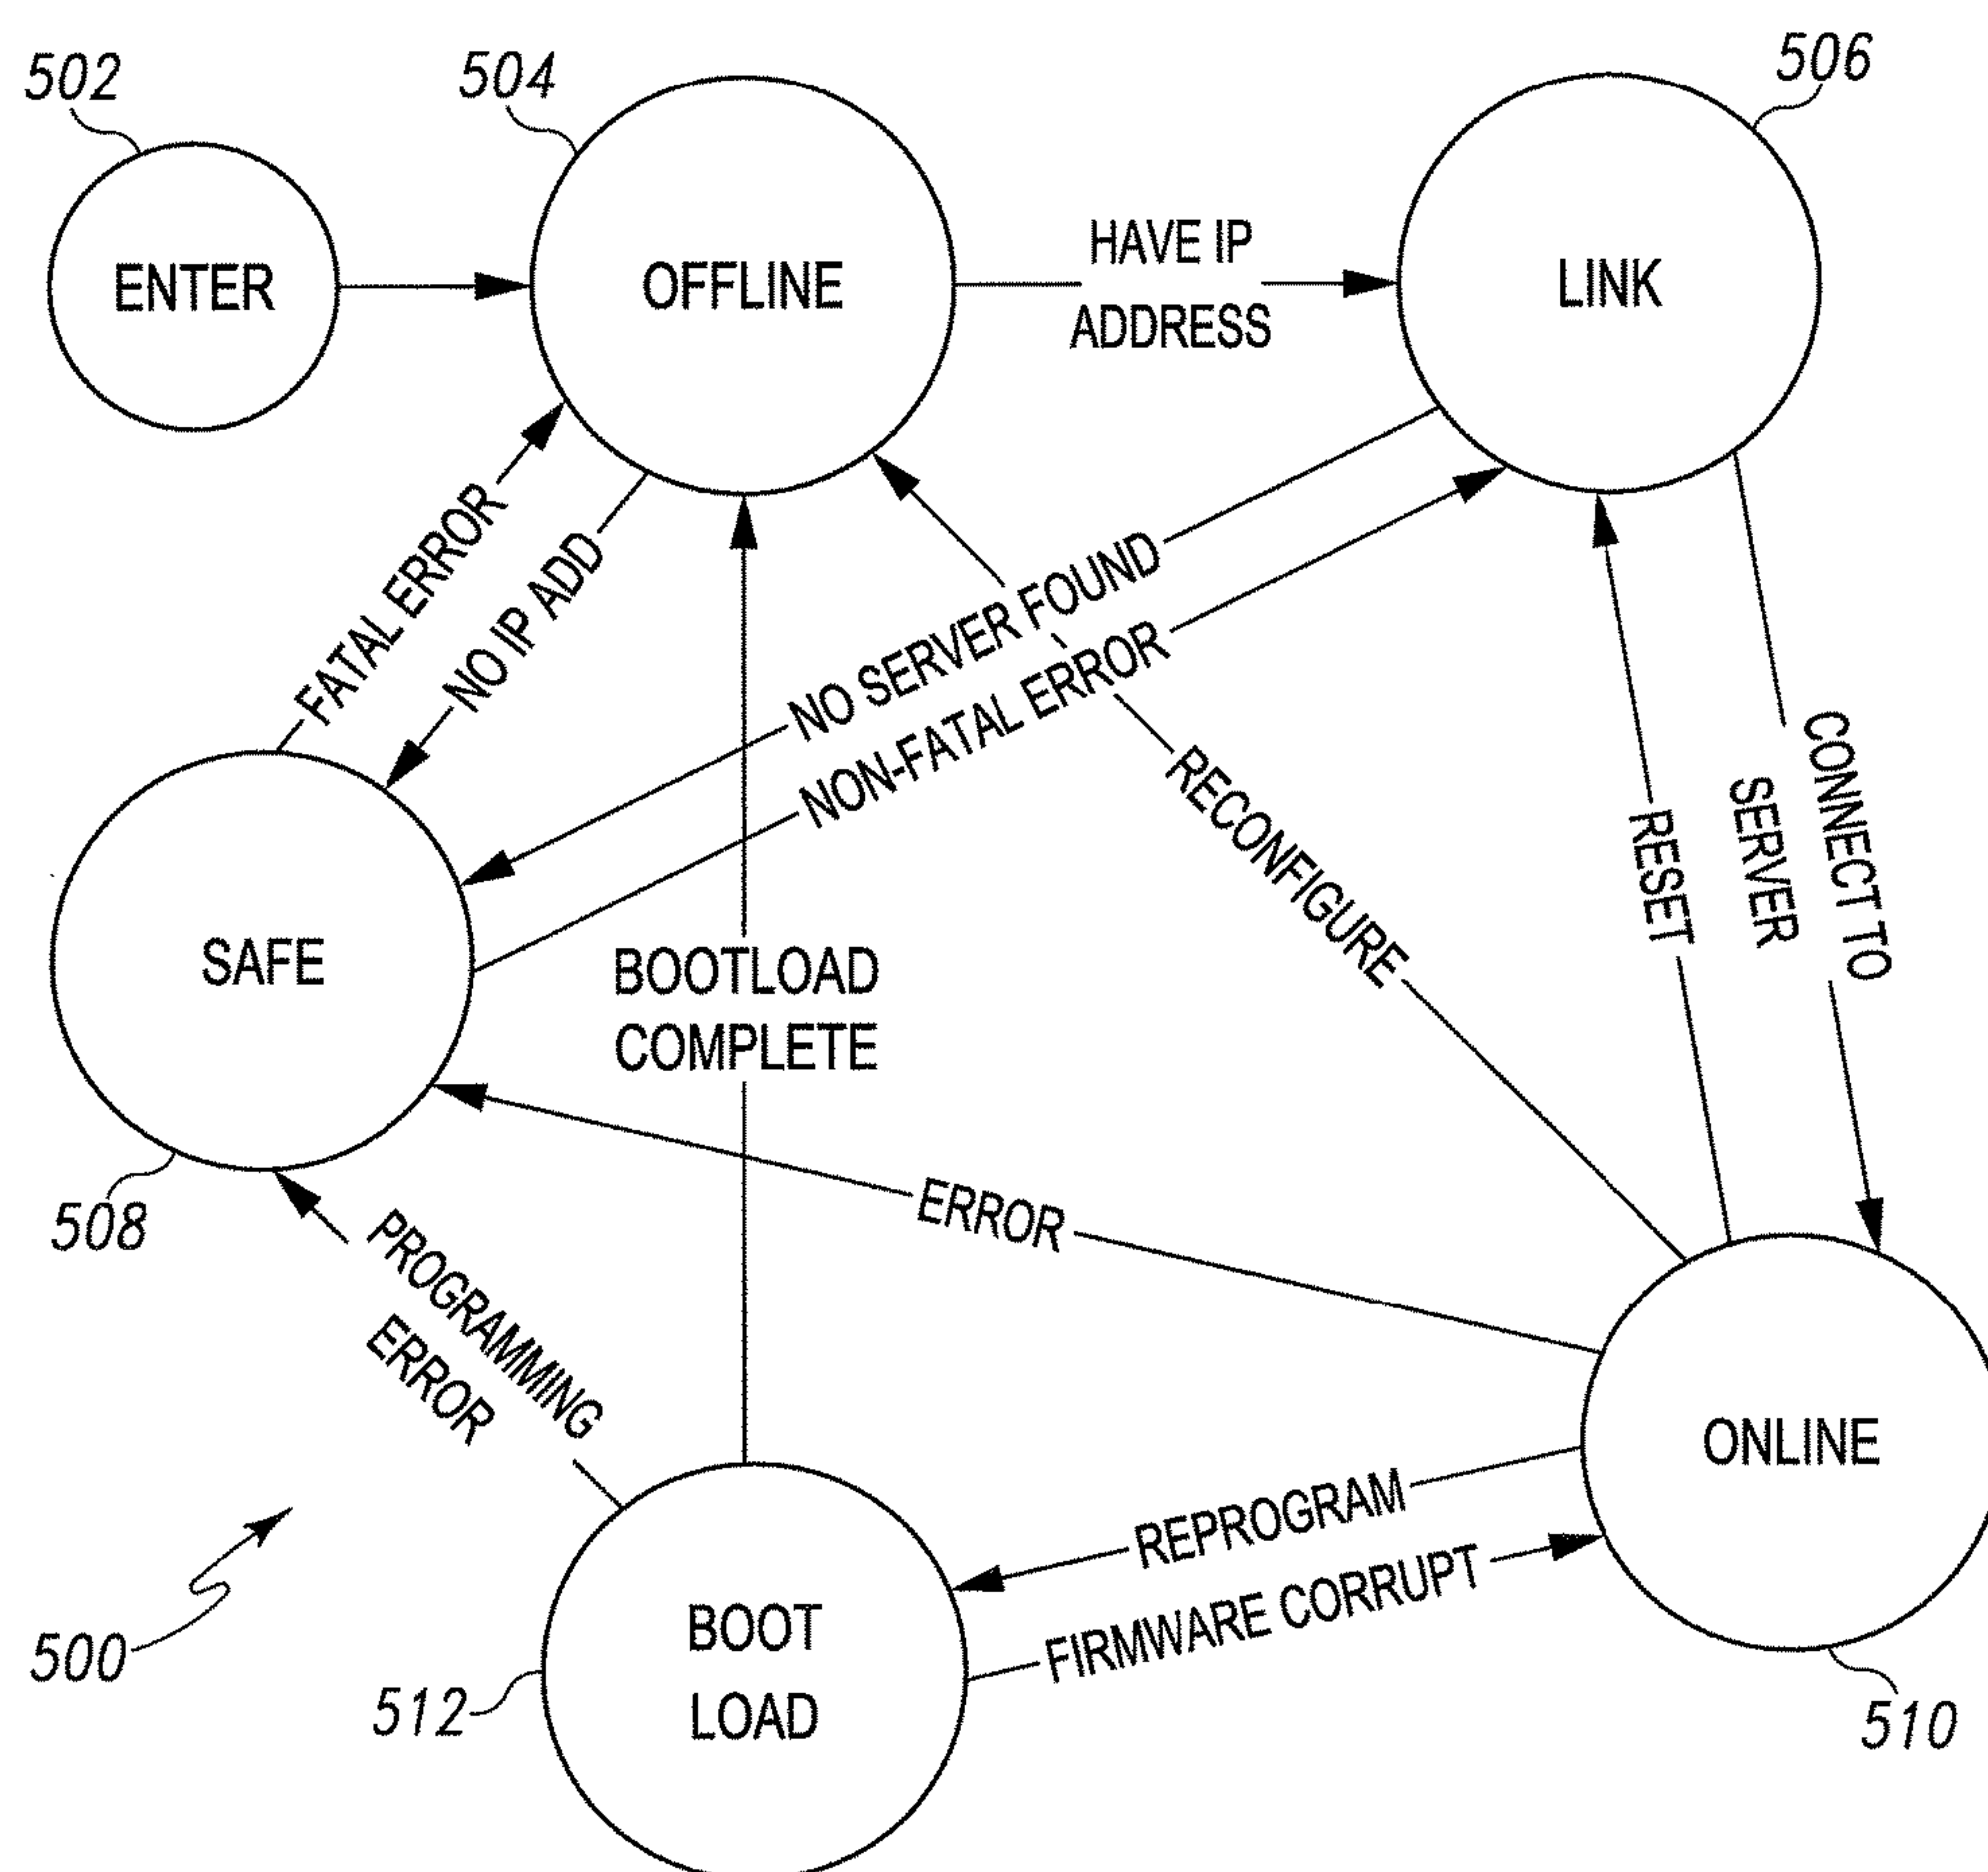 502
504
506
ENTER
OFFLINE
HAVE IP
ADDRESS
LINK
FATAL ERROR
NO IP ADD
NO SERVER FOUND
NON-FATAL ERROR
RECONFIGURE
RESET
CONNECT TO
SERVER
SAFE
BOOTLOAD
COMPLETE
508
PROGRAMMING
ERROR
ERROR
ONLINE
REPROGRAM
FIRMWARE CORRUPT
BOOT
LOAD
500
512
510